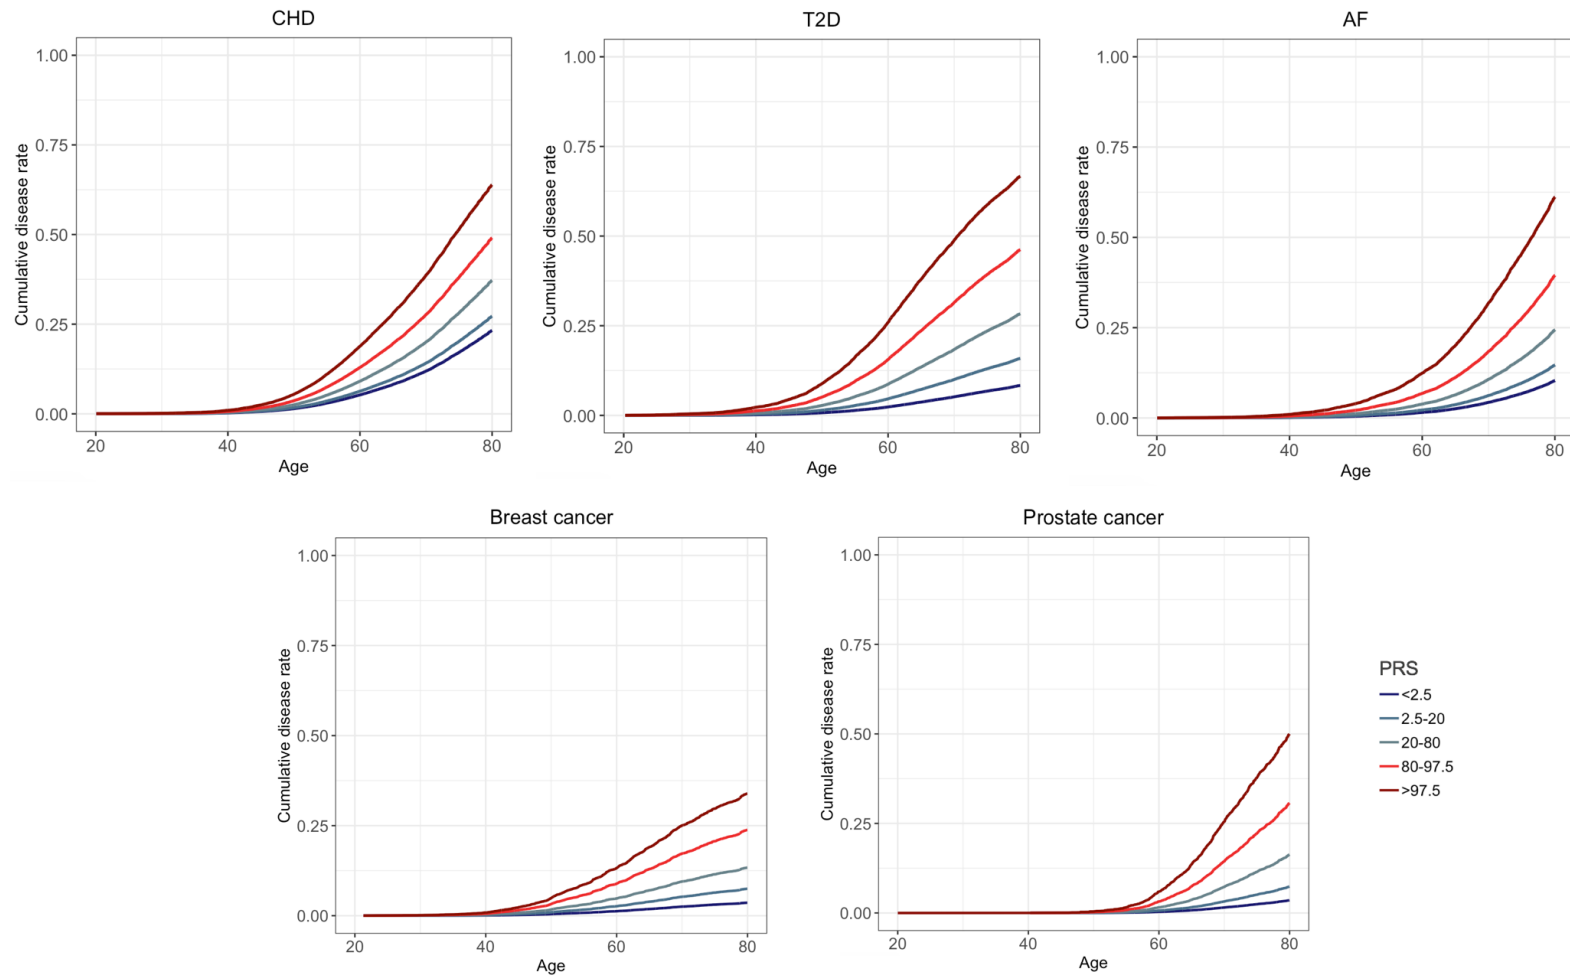 CHD
1.00
0.75
0.50
0.25
0.00
Cumulative disease rate
20 40 60 80
Age
T2D
1.00
0.75
0.50
0.25
0.00
Cumulative disease rate
20 40 60 80
Age
AF
1.00
0.75
0.50
0.25
0.00
Cumulative disease rate
20 40 60 80
Age
Breast cancer
1.00
0.75
0.50
0.25
0.00
Cumulative disease rate
20 40 60 80
Age
Prostate cancer
1.00
0.75
0.50
0.25
0.00
Cumulative disease rate
20 40 60 80
Age
PRS
<2.5
2.5-20
20-80
80-97.5
>97.5